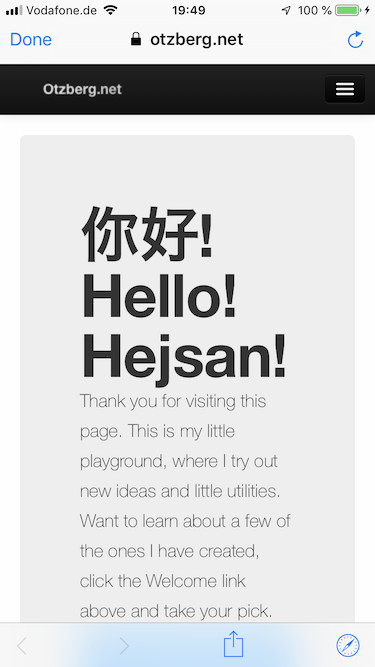 Vodafone.de 19:49 100 %
Done otzberg.net
Otzberg.net
你好!
Hello!
Hejsan!
Thank you for visiting this
page. This is my little
playground, where I try out
new ideas and little utilities.
Want to learn about a few of
the ones I have created,
click the Welcome link
above and take your pick.